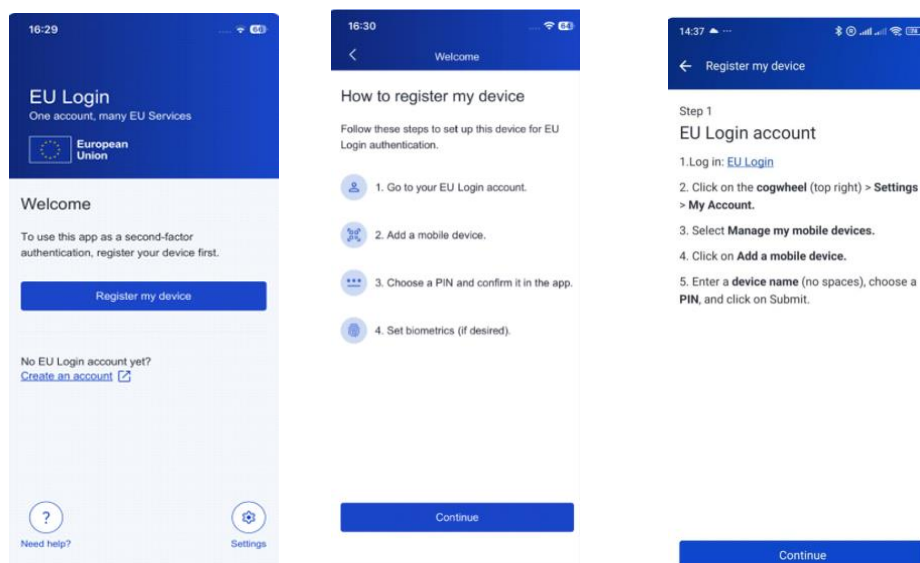 16:29
64
EU Login
One account, many EU Services
European
Union
Welcome
To use this app as a second-factor
authentication, register your device first.
Register my device
No EU Login account yet?
Create an account
?
Need help?
Settings
16:30
64
Welcome
How to register my device
Follow these steps to set up this device for EU
Login authentication.
1. Go to your EU Login account.
2. Add a mobile device.
3. Choose a PIN and confirm it in the app.
4. Set biometrics (if desired).
Continue
14:37
Register my device
Step 1
EU Login account
1.Log in: EU Login
2. Click on the cogwheel (top right) > Settings
> My Account.
3. Select Manage my mobile devices.
4. Click on Add a mobile device.
5. Enter a device name (no spaces), choose a
PIN, and click on Submit.
Continue